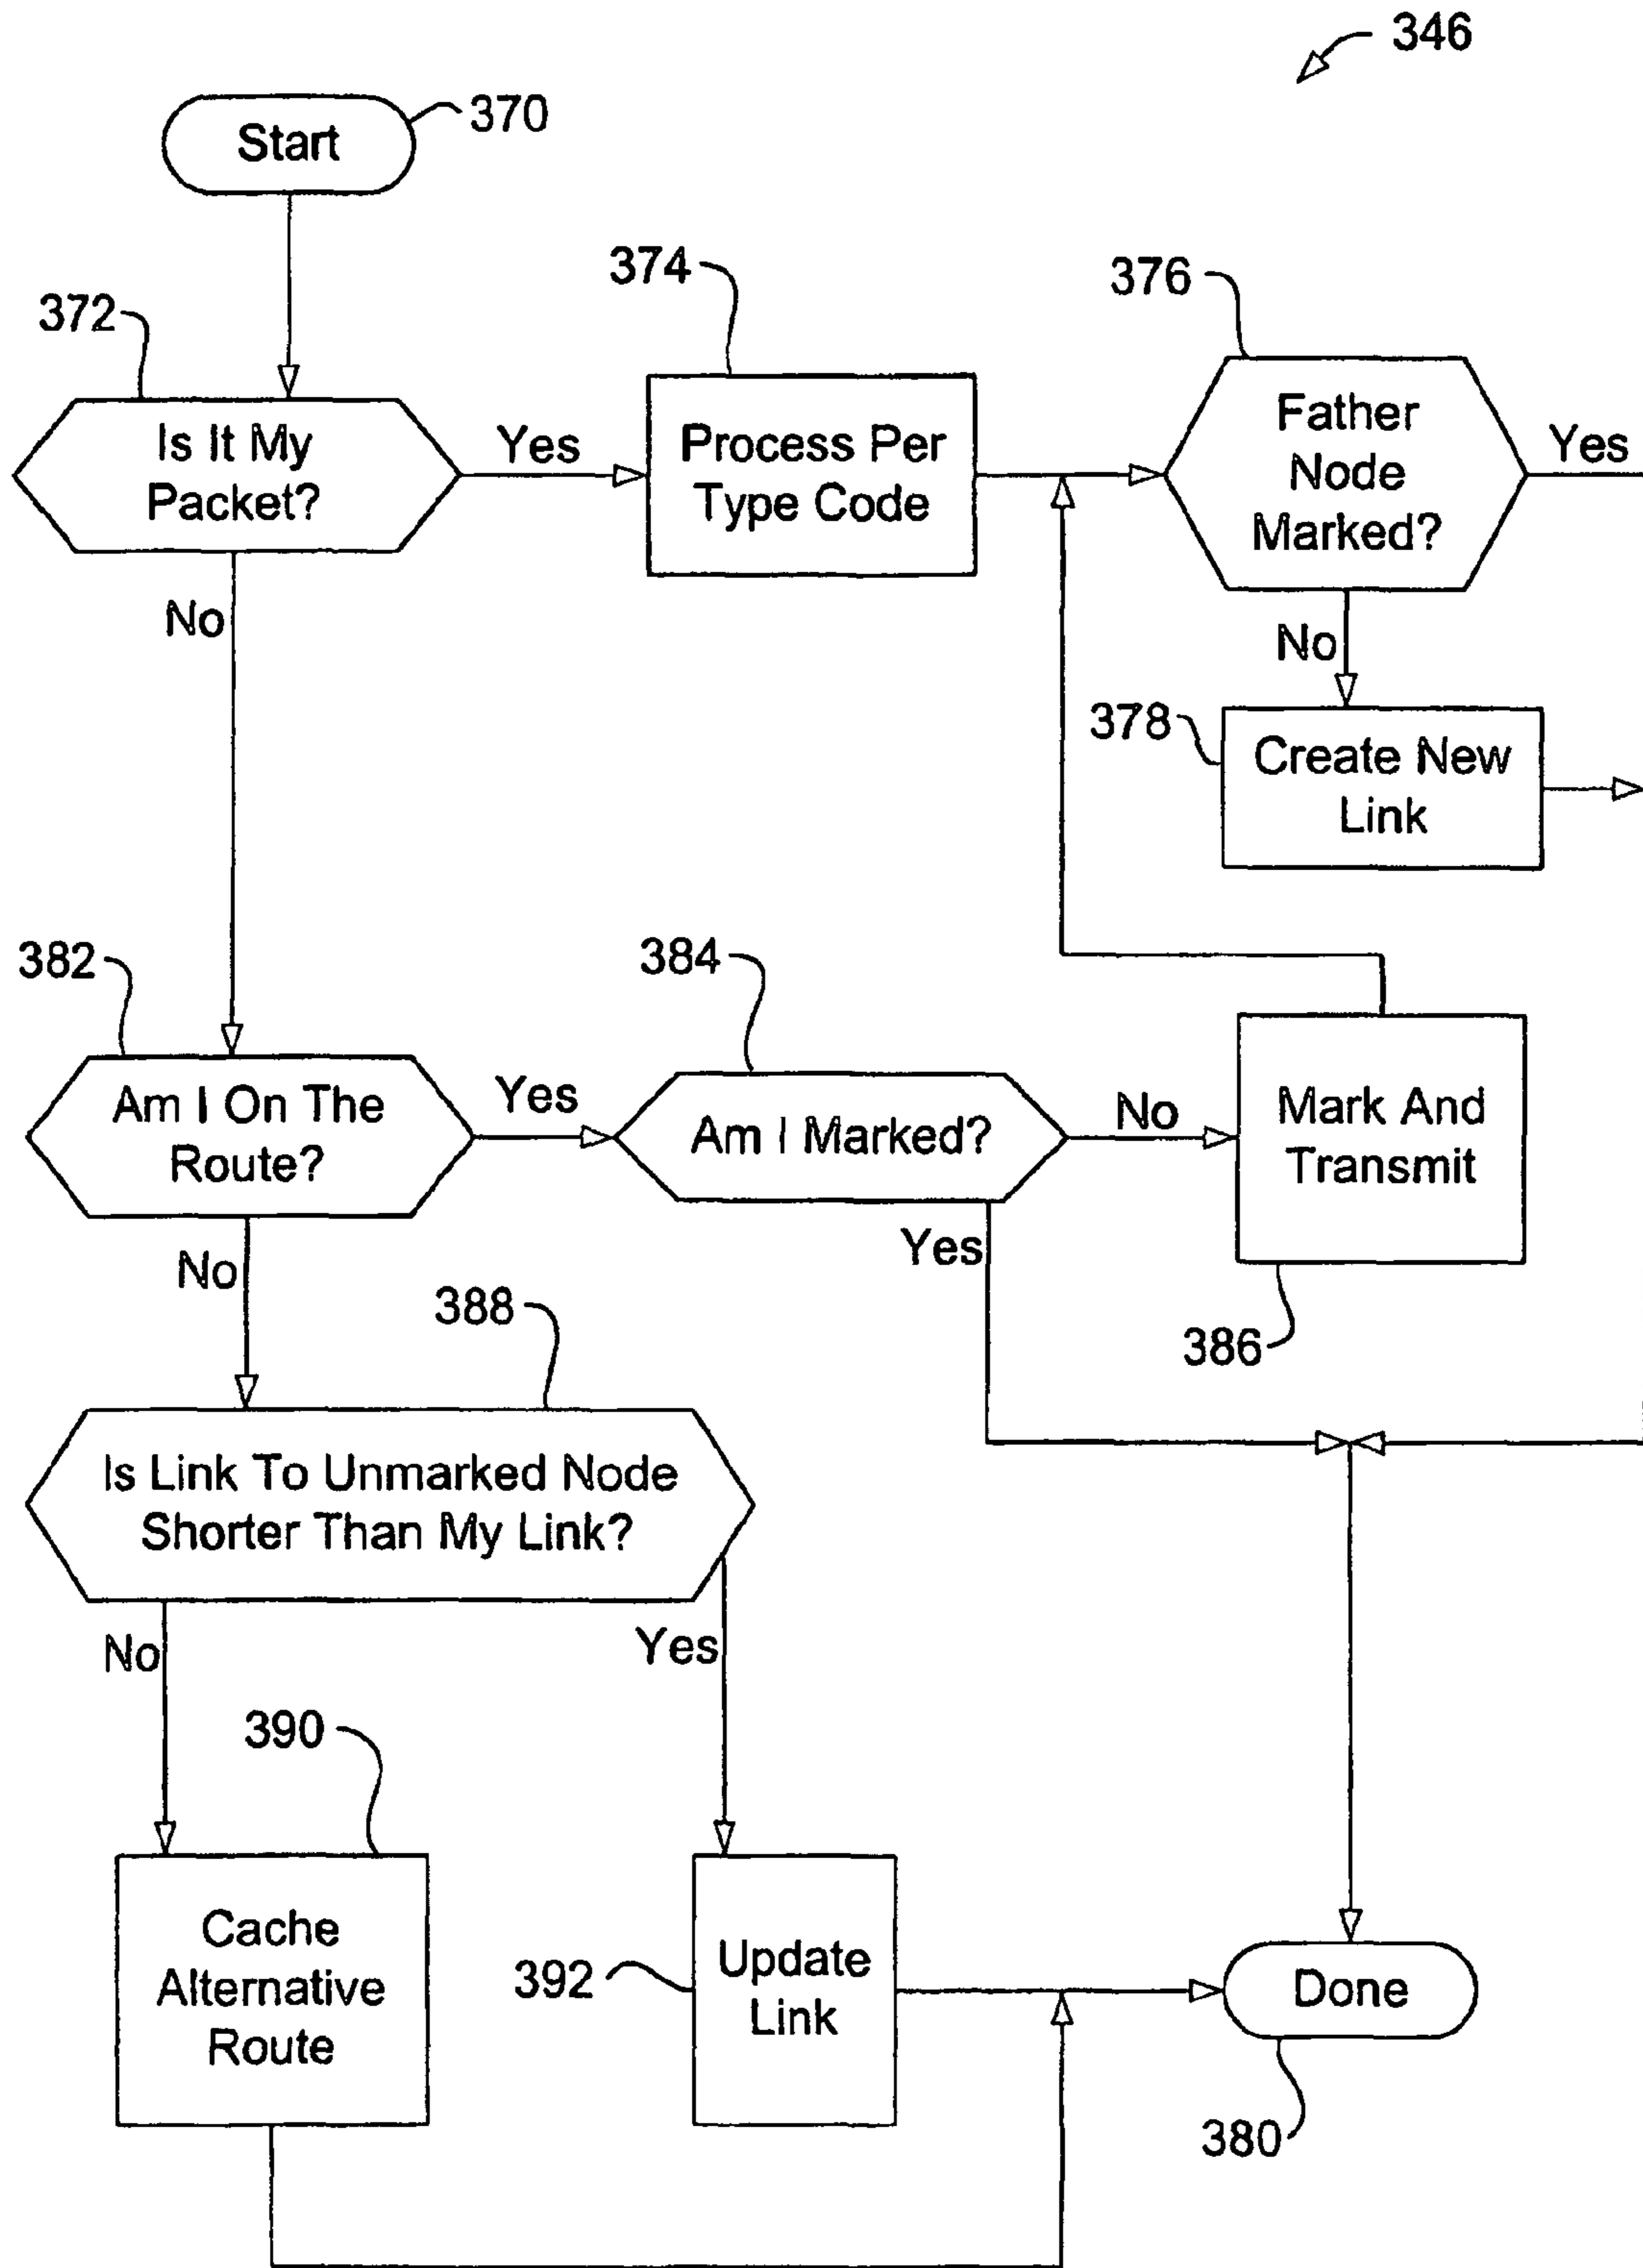 346
370
Start
374
376
372
Is It My
Packet?
Yes
Process Per
Type Code
Father
Node
Marked?
Yes
No
No
378
Create New
Link
382
384
Am I On The
Route?
Yes
Am I Marked?
No
Mark And
Transmit
No
Yes
388
386
Is Link To Unmarked Node
Shorter Than My Link?
No
Yes
390
Cache
Alternative
Route
392
Update
Link
Done
380